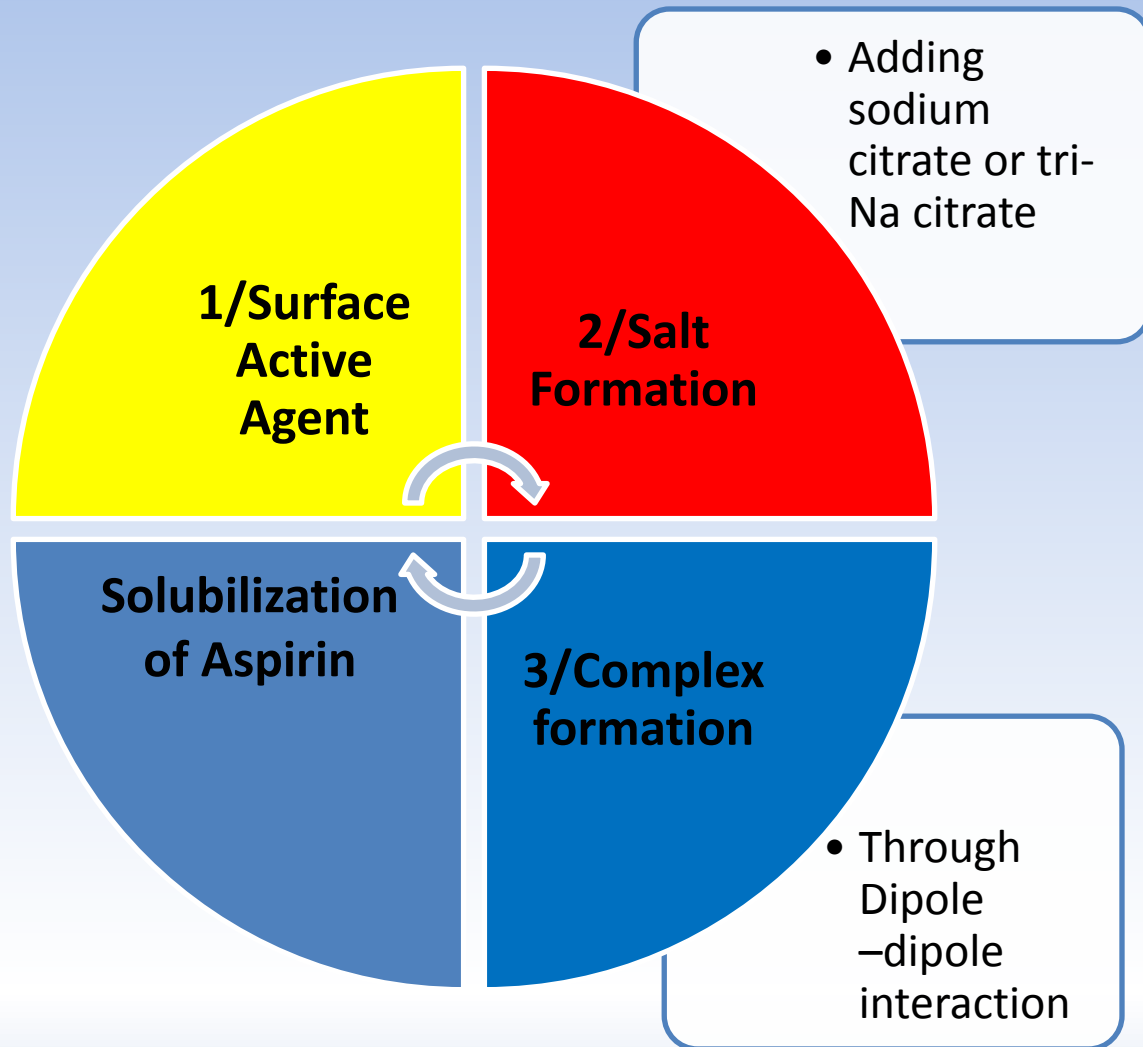 • Adding
sodium
citrate or tri-
Na citrate
1/Surface
Active
Agent
2/Salt
Formation
Solubilization
of Aspirin
3/Complex
formation
• Through
Dipole
–dipole
interaction